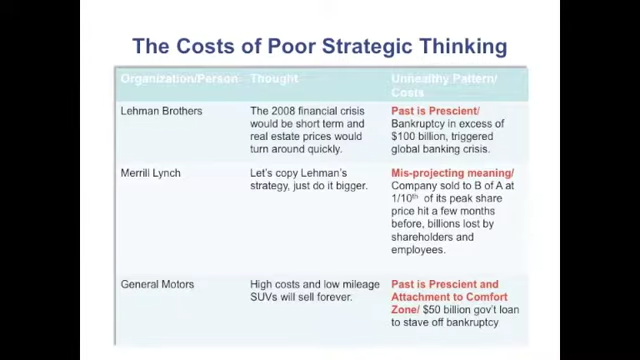 The Costs of Poor Strategic Thinking
Organization/Person Thought Unhealthy Pattern/
Costs
Lehman Brothers
The 2008 financial crisis
would be short term and
real estate prices would
turn around quickly.
Past is Prescient/
Bankruptcy in excess of
$100 billion, triggered
global banking crisis.
Merrill Lynch
Let's copy Lehman's
strategy, just do it bigger.
Mis-projecting meaning/
Company sold to B of A at
1/10th of its peak share
price hit a few months
before, billions lost by
shareholders and
employees.
General Motors
High costs and low mileage
SUVs will sell forever.
Past is Prescient and
Attachment to Comfort
Zone/ $50 billion gov't loan
to stave off bankruptcy